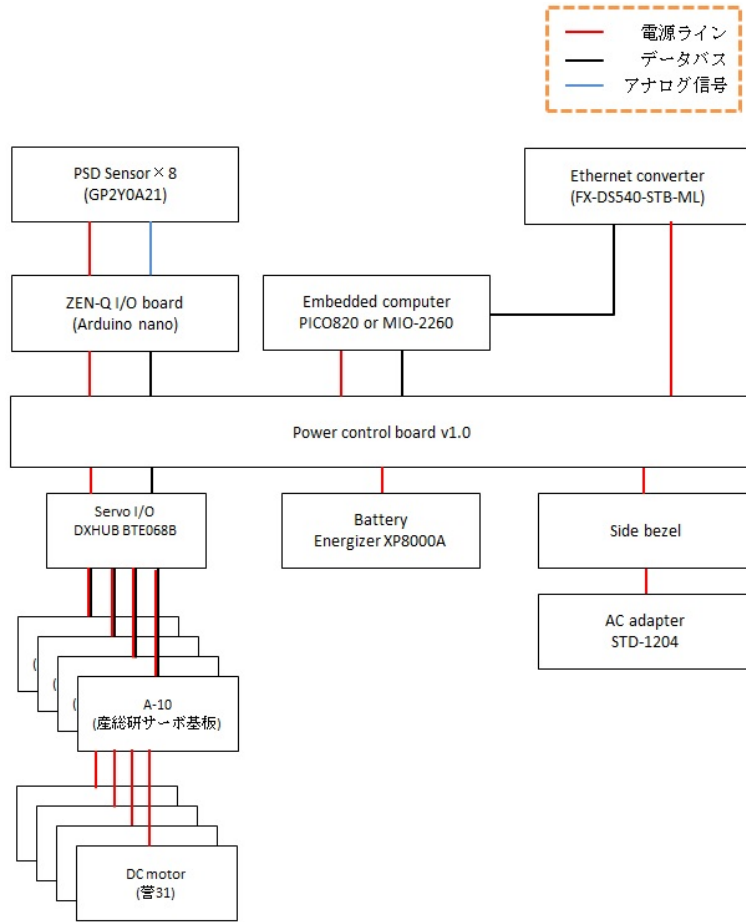 電源ライン
データバス
アナログ信号
PSD Sensor×8
(GP2Y0A21)
Ethernet converter
(FX-DS540-STB-ML)
ZEN-Q I/O board
(Arduino nano)
Embedded computer
PICO820 or MIO-2260
Power control board v1.0
Servo I/O
DXHUB BTE068B
Battery
Energizer XP8000A
Side bezel
AC adapter
STD-1204
(
(
(
A-10
(産総研サーボ基板)
DC motor
(誉31)